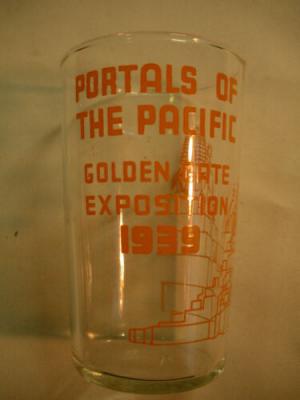 PORTALS OF
THE PACIFIC
GOLDEN GATE
EXPOSITION
1939